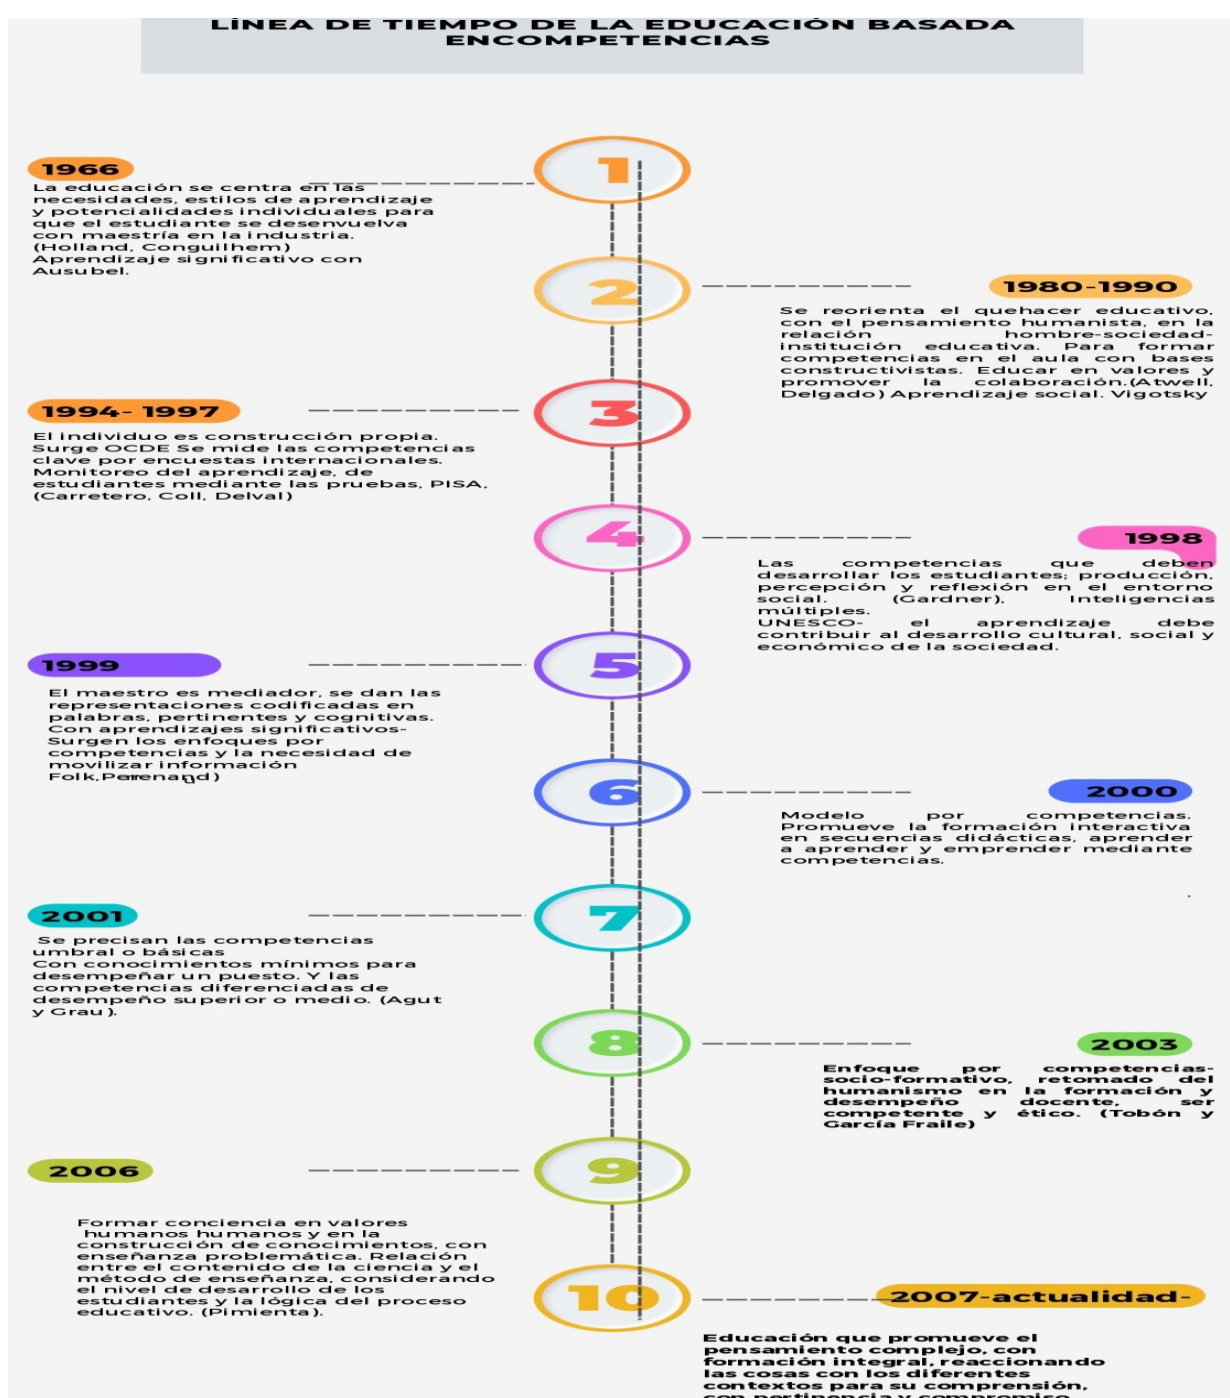 LÍNEA DE TIEMPO DE LA EDUCACIÓN BASADA
ENCOMPETENCIAS
1
1966
La educación se centra en las
necesidades, estilos de aprendizaje
y potencialidades individuales para
que el estudiante se desenvuelva
con maestría en la industria.
(Holland, Conguilhem)
Aprendizaje significativo con
Ausubel.
2
1980-1990
Se reorienta el quehacer educativo,
con el pensamiento humanista, en la
relación hombre-sociedad-
institución educativa, Para formar
competencias en el aula con bases
constructivistas. Educar en valores y
promover la colaboración.(Atwell,
Delgado) Aprendizaje social. Vigotsky
3
1994- 1997
El individuo es construcción propia.
Surge OCDE Se mide las competencias
clave por encuestas internacionales.
Monitoreo del aprendizaje, de
estudiantes mediante las pruebas, PISA,
(Carretero, Coll, Delval)
4
1998
Las competencias que deben
desarrollar los estudiantes; producción,
percepción y reflexión en el entorno
social. (Gardner), Inteligencias
múltiples.
UNESCO- el aprendizaje debe
contribuir al desarrollo cultural, social y
económico de la sociedad.
5
1999
El maestro es mediador, se dan las
representaciones codificadas en
palabras, pertinentes y cognitivas.
Con aprendizajes significativos-
Surgen los enfoques por
competencias y la necesidad de
movilizar información
Folk,
6
2000
Modelo por competencias.
Promueve la formación interactiva
en secuencias didácticas, aprender
a aprender y emprender mediante
competencias.
7
2001
Se precisan las competencias
umbral o básicas
Con conocimientos mínimos para
desempeñar un puesto. Y las
competencias diferenciadas de
desempeño superior o medio. (Agut
y Grau).
8
2003
Enfoque por competencias-
socio-formativo, retomado del
humanismo en la formación y
desempeño docente, ser
competente y ético. (Tobón y
García Fraile)
9
2006
Formar conciencia en valores
humanos humanos y en la
construcción de conocimientos, con
enseñanza problemática. Relación
entre el contenido de la ciencia y el
método de enseñanza, considerando
el nivel de desarrollo de los
estudiantes y la lógica del proceso
educativo. (Pimienta).
10
2007-actualidad-
Educación que promueve el
pensamiento complejo, con
formación integral, reaccionando
las cosas con los diferentes
contextos para su comprensión,
con pertinencia y compromiso